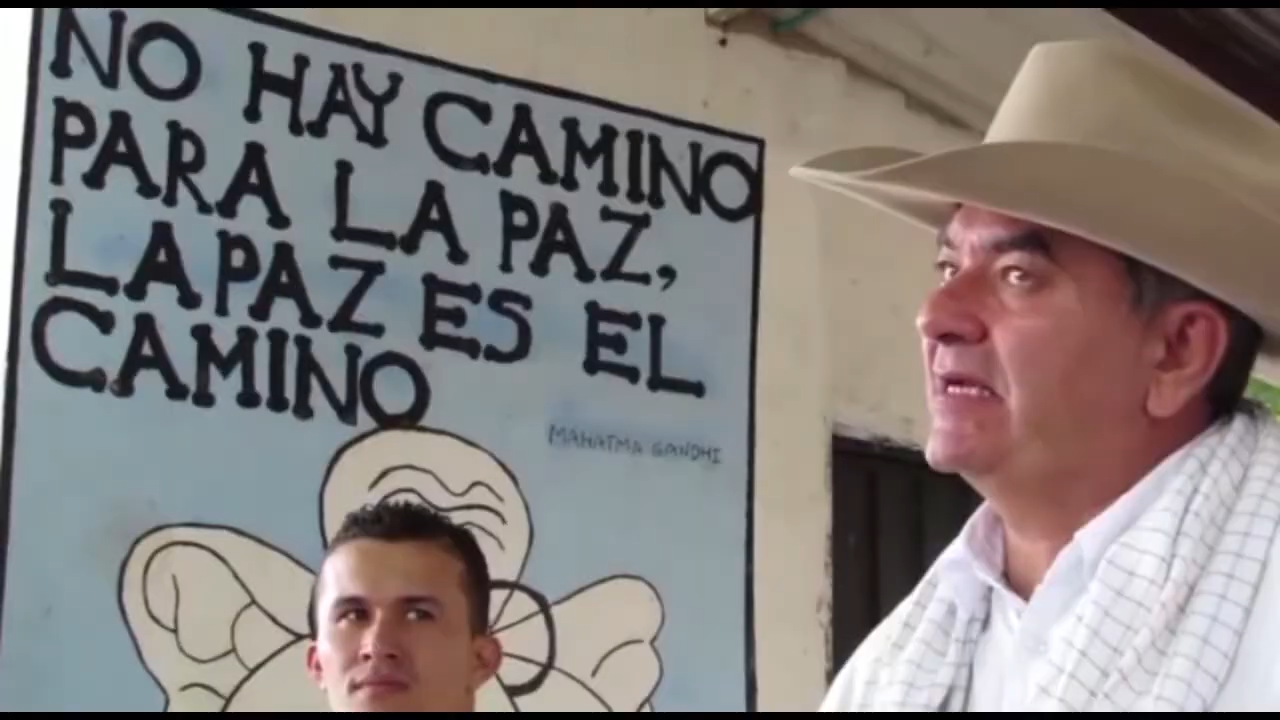 NO HAY CAMINO
PARA LA PAZ,
LA PAZ ES EL
CAMINO
MAHATMA GANDHI